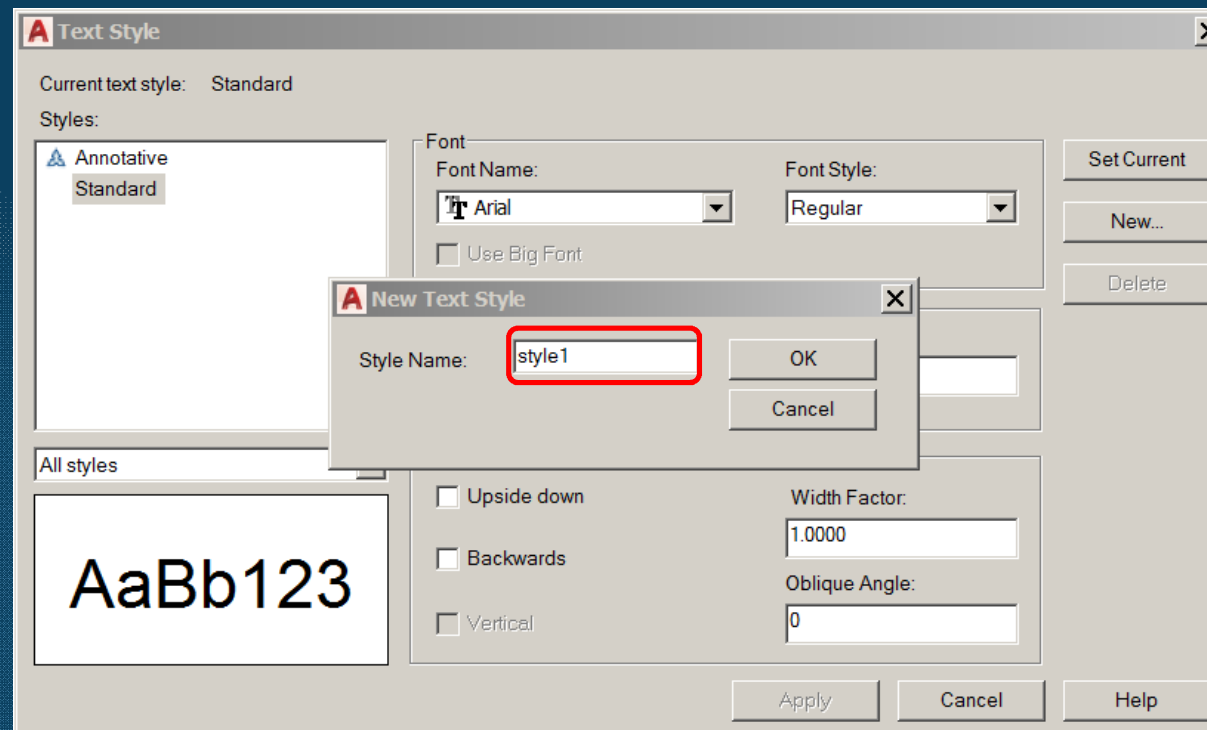 Text Style
Current text style: Standard
Styles:
Annotative
Standard
Font
Font Name:
Arial
Font Style:
Regular
Use Big Font
Set Current
New...
Delete
New Text Style
Style Name:
style1
OK
Cancel
All styles
AaBb123
Upside down
Backwards
Vertical
Width Factor:
1.0000
Oblique Angle:
0
Apply
Cancel
Help